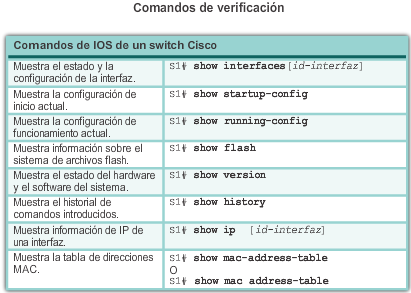 Comandos de verificación
Comandos de IOS de un switch Cisco
Muestra el estado y la
configuración de la interfaz.
S1# show interfaces[id-interfaz]
Muestra la configuración de
inicio actual.
S1# show startup-config
Muestra la configuración de
funcionamiento actual.
S1# show running-config
Muestra información sobre el
sistema de archivos flash.
S1# show flash
Muestra el estado del hardware
y el software del sistema.
S1# show version
Muestra el historial de
comandos introducidos.
S1# show history
Muestra información de IP de
una interfaz.
S1# show ip [id-interfaz]
Muestra la tabla de direcciones
MAC.
S1# show mac-address-table
O
S1# show mac address-table